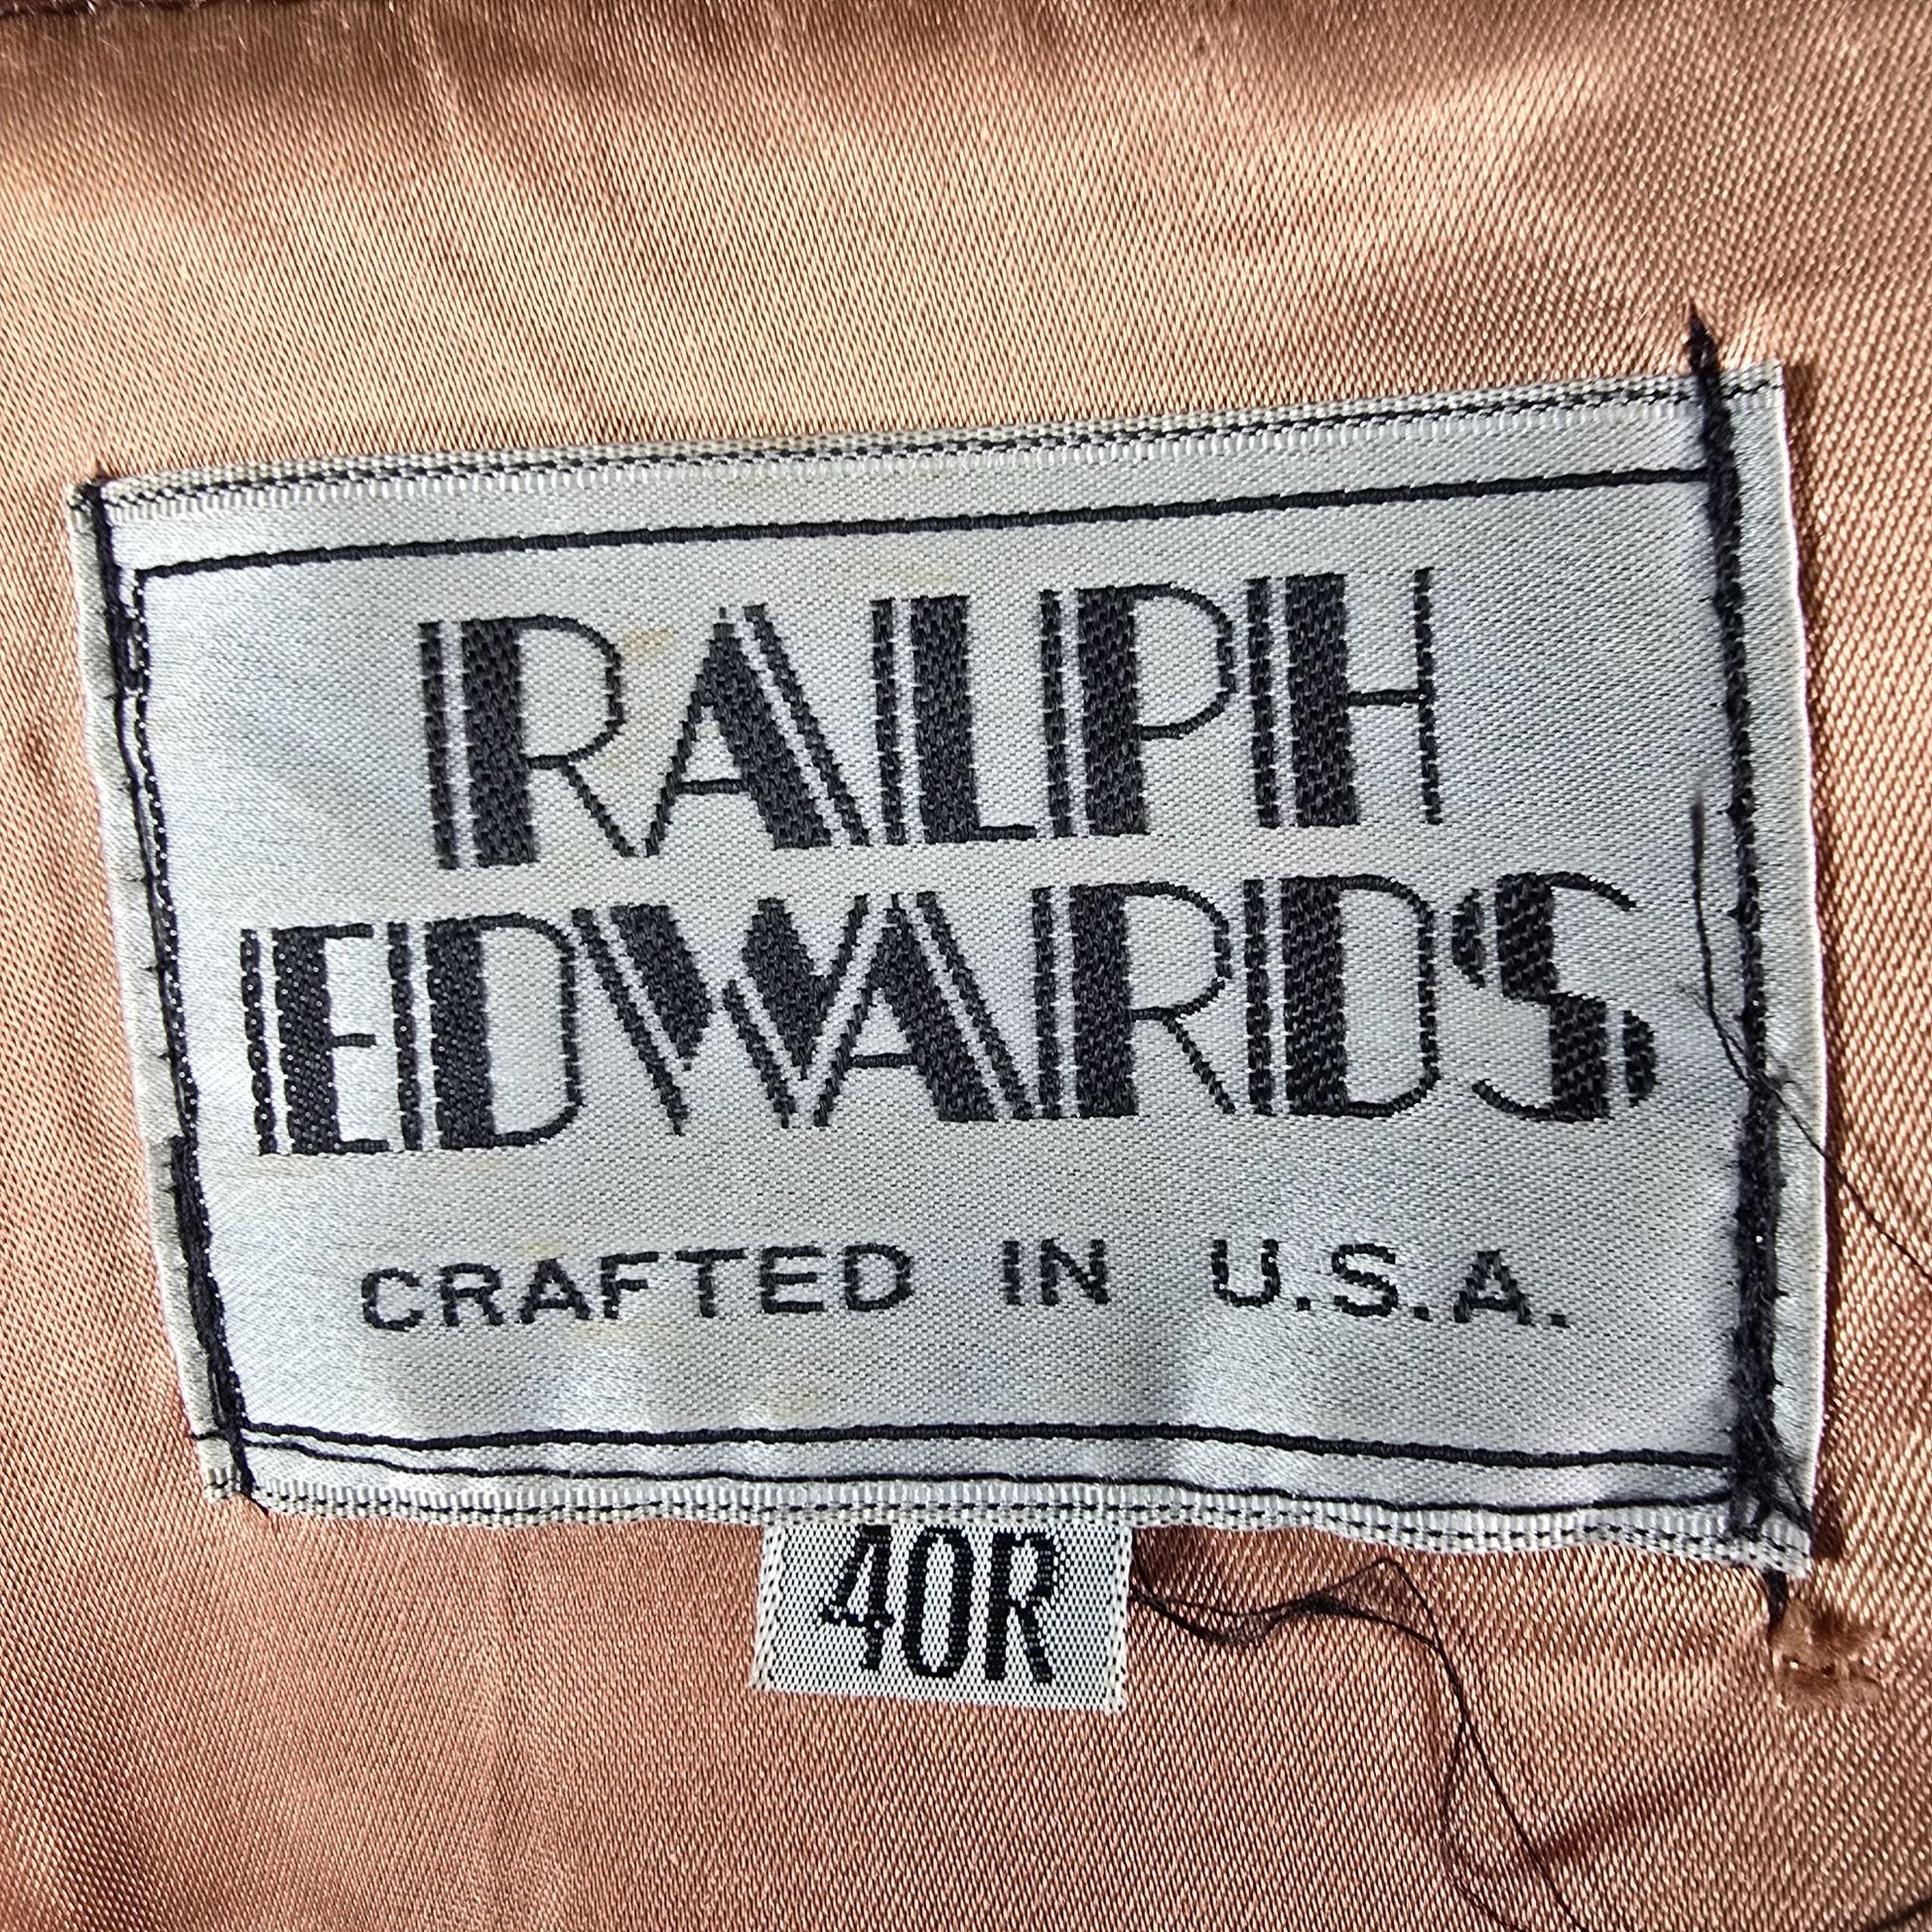 RALPH
EDWARDS
CRAFTED IN U.S.A.
40R